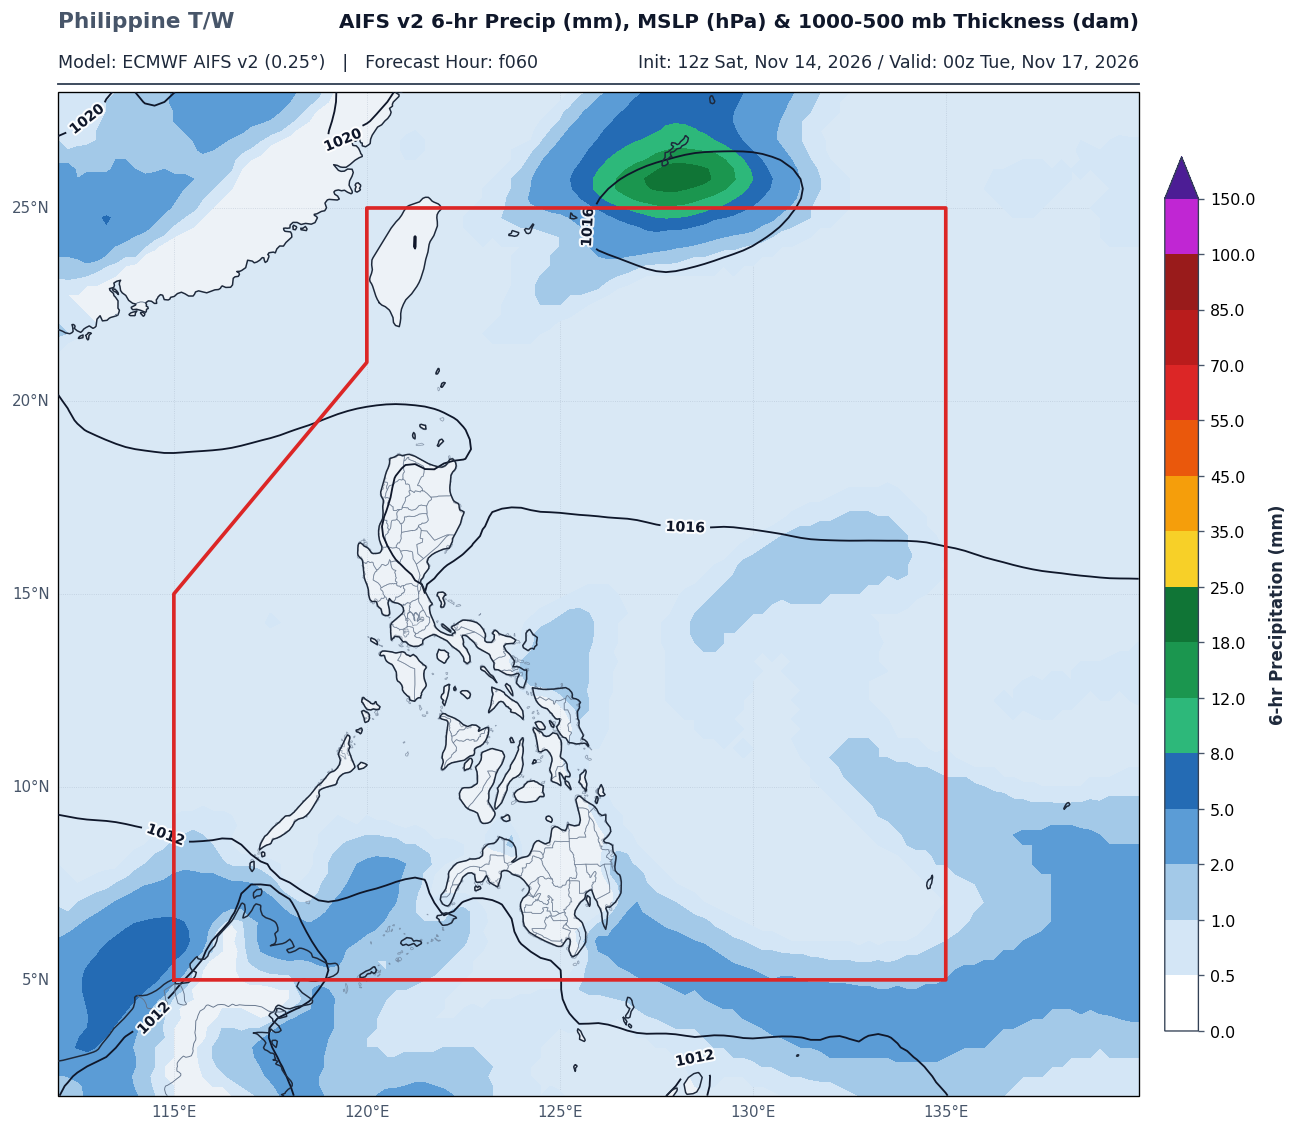 Philippine T/W
AIFS v2 6-hr Precip (mm), MSLP (hPa) & 1000-500 mb Thickness (dam)
Model: ECMWF AIFS v2 (0.25°)   |   Forecast Hour: f060
Init: 12z Sat, Nov 14, 2026 / Valid: 00z Tue, Nov 17, 2026
1020
1020
1016
1016
1012
1012
1012
25°N
20°N
15°N
10°N
5°N
115°E
120°E
125°E
130°E
135°E
150.0
100.0
85.0
70.0
55.0
45.0
35.0
25.0
18.0
12.0
8.0
5.0
2.0
1.0
0.5
0.0
6-hr Precipitation (mm)